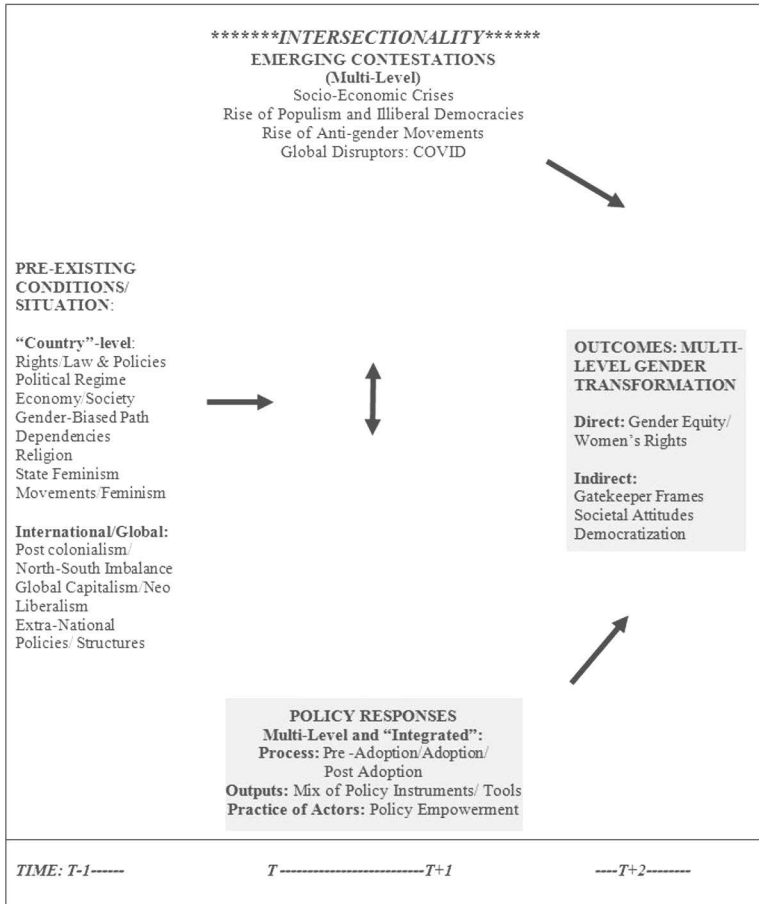 *******INTERSECTIONALITY******
EMERGING CONTESTATIONS
(Multi-Level)
Socio-Economic Crises
Rise of Populism and Illiberal Democracies
Rise of Anti-gender Movements
Global Disruptors: COVID
PRE-EXISTING
CONDITIONS/
SITUATION:
“Country”-level:
Rights/Law & Policies
Political Regime
Economy/Society
Gender-Biased Path
Dependencies
Religion
State Feminism
Movements/Feminism
International/Global:
Post colonialism/
North-South Imbalance
Global Capitalism/Neo
Liberalism
Extra-National
Policies/ Structures
OUTCOMES: MULTI-
LEVEL GENDER
TRANSFORMATION
Direct: Gender Equity/
Women’s Rights
Indirect:
Gatekeeper Frames
Societal Attitudes
Democratization
POLICY RESPONSES
Multi-Level and “Integrated”:
Process: Pre -Adoption/Adoption/
Post Adoption
Outputs: Mix of Policy Instruments/ Tools
Practice of Actors: Policy Empowerment
TIME: T-1------ T --------------------------T+1 ----T+2--------